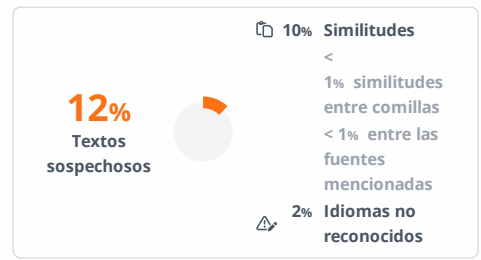 12%
Textos
sospechosos
10% Similitudes
<
1% similitudes
entre comillas
< 1% entre las
fuentes
mencionadas
2% Idiomas no
reconocidos